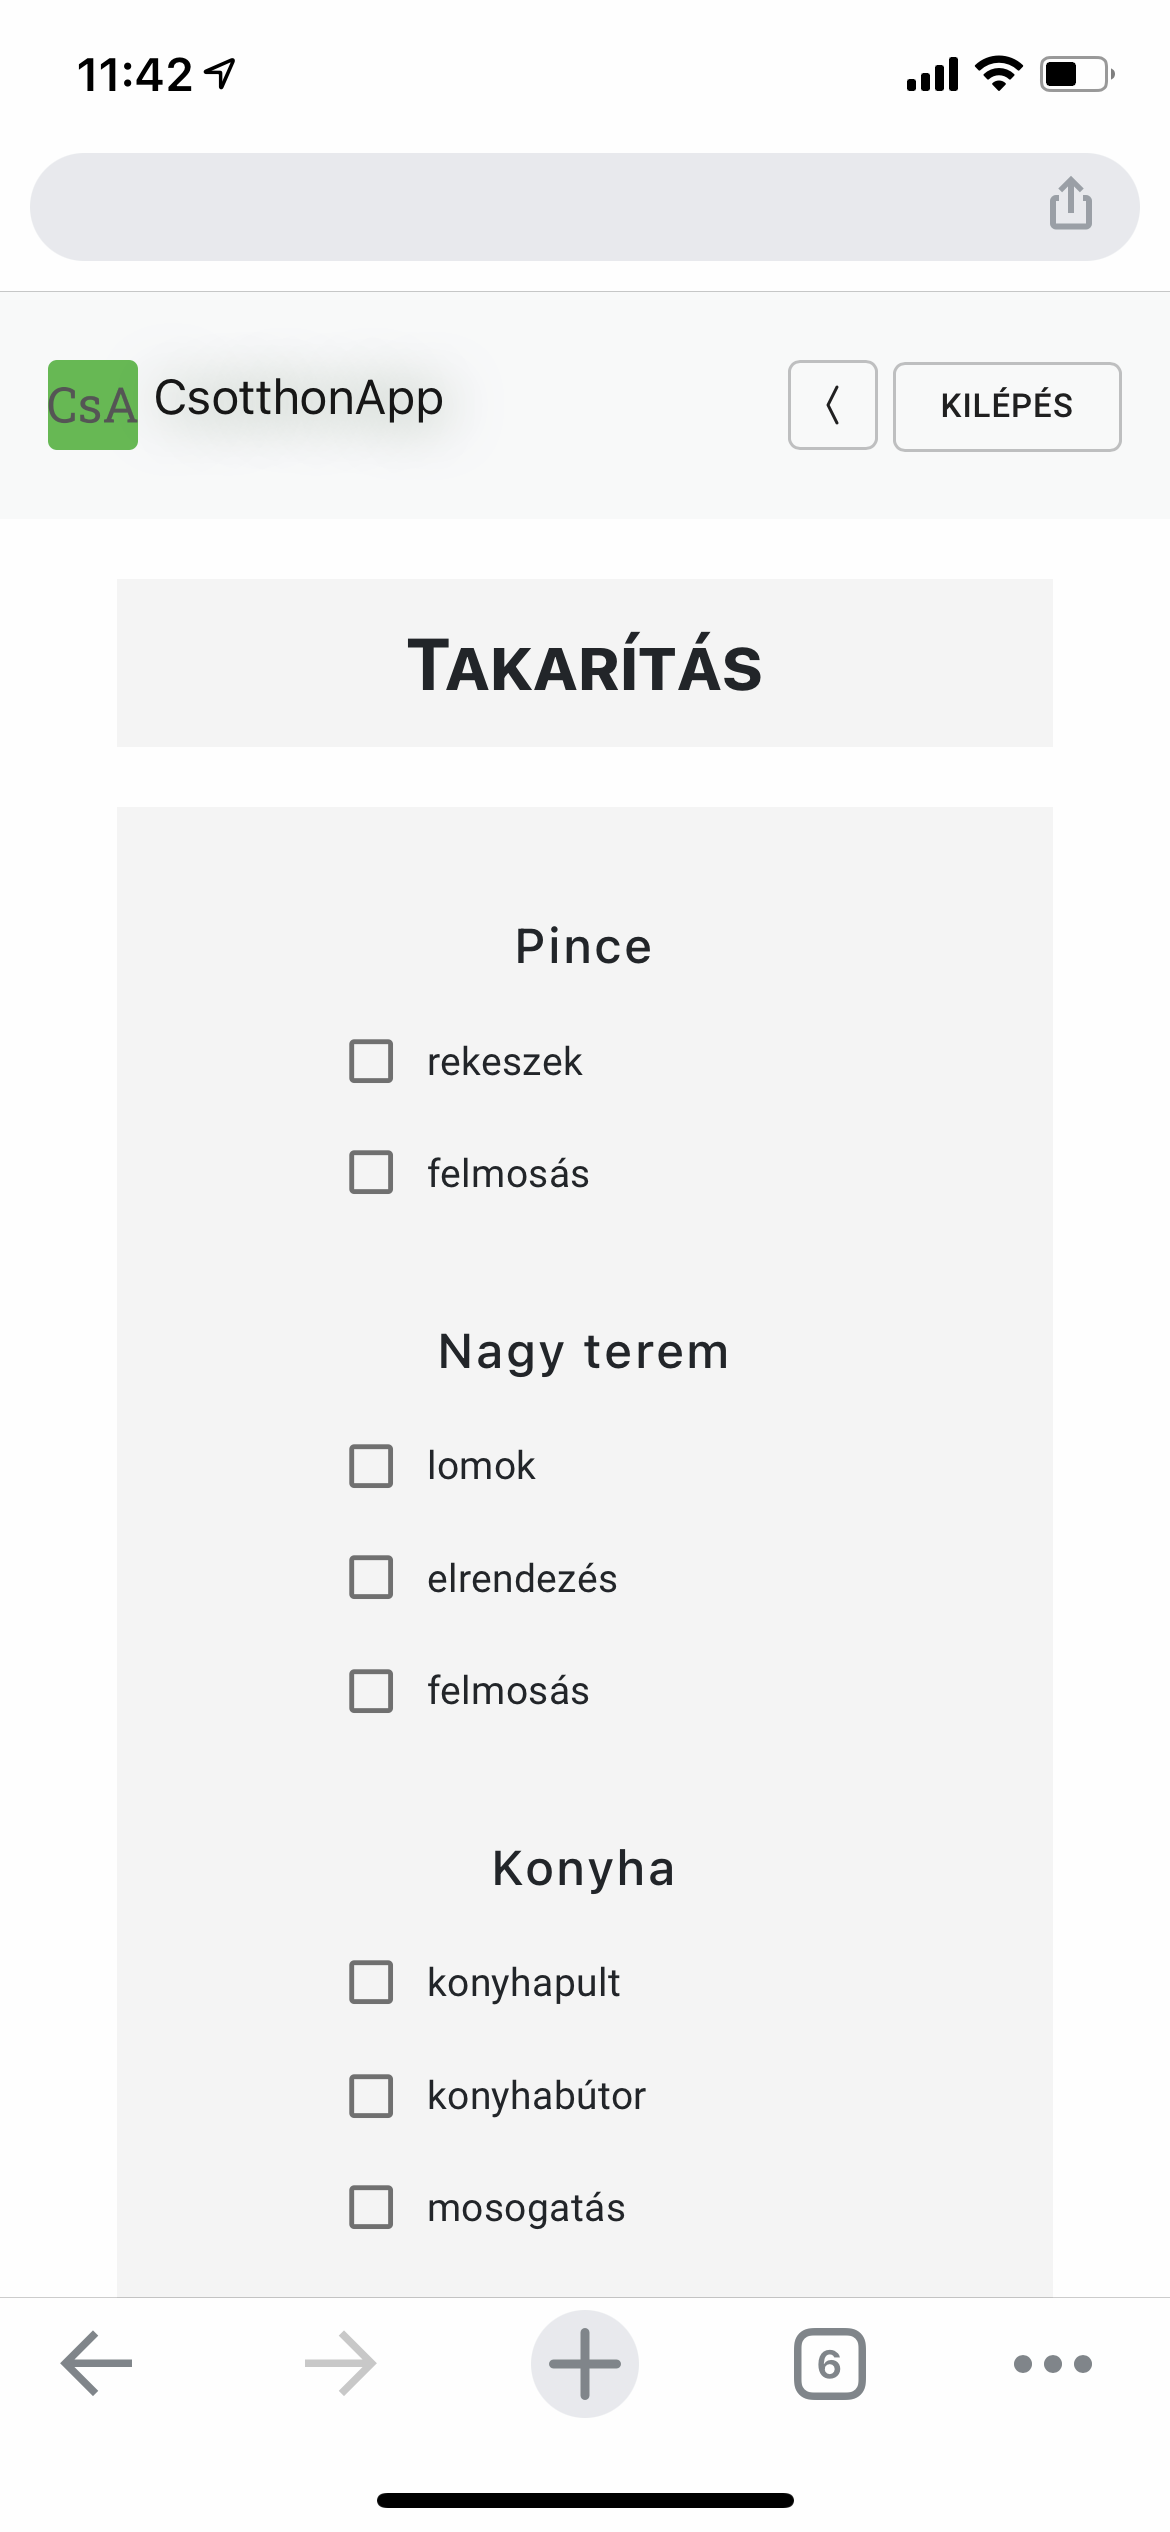 11:42
CsA CsotthonApp 〈 KILÉPÉS
TAKARÍTÁS
Pince
rekeszek
felmosás
Nagy terem
lomok
elrendezés
felmosás
Konyha
konyhapult
konyhabútor
mosogatás
6